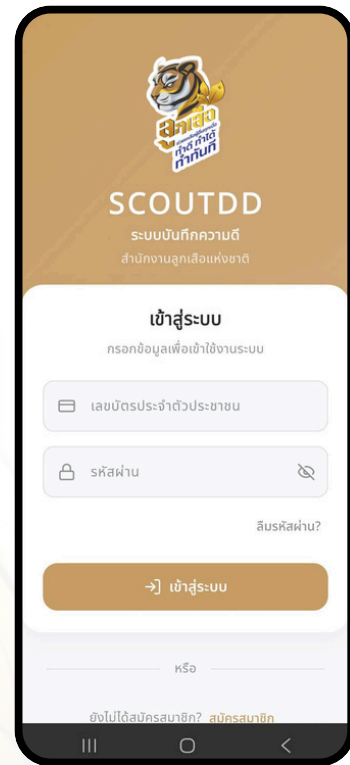 ลูกเสือ
ทำดี ทำได้
ทำทันที
SCOUTDD
ระบบบันทึกความดี
สำนักงานลูกเสือแห่งชาติ
เข้าสู่ระบบ
กรอกข้อมูลเพื่อเข้าใช้งานระบบ
เลขบัตรประจำตัวประชาชน
รหัสผ่าน
ลืมรหัสผ่าน?
เข้าสู่ระบบ
หรือ
ยังไม่ได้สมัครสมาชิก? สมัครสมาชิก